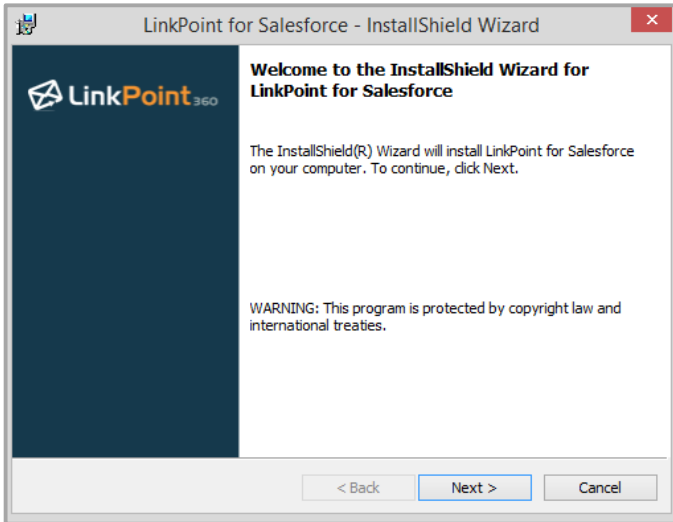 LinkPoint for Salesforce - InstallShield Wizard
LinkPoint360
Welcome to the InstallShield Wizard for
LinkPoint for Salesforce
The InstallShield(R) Wizard will install LinkPoint for Salesforce
on your computer. To continue, click Next.
WARNING: This program is protected by copyright law and
international treaties.
< Back Next > Cancel